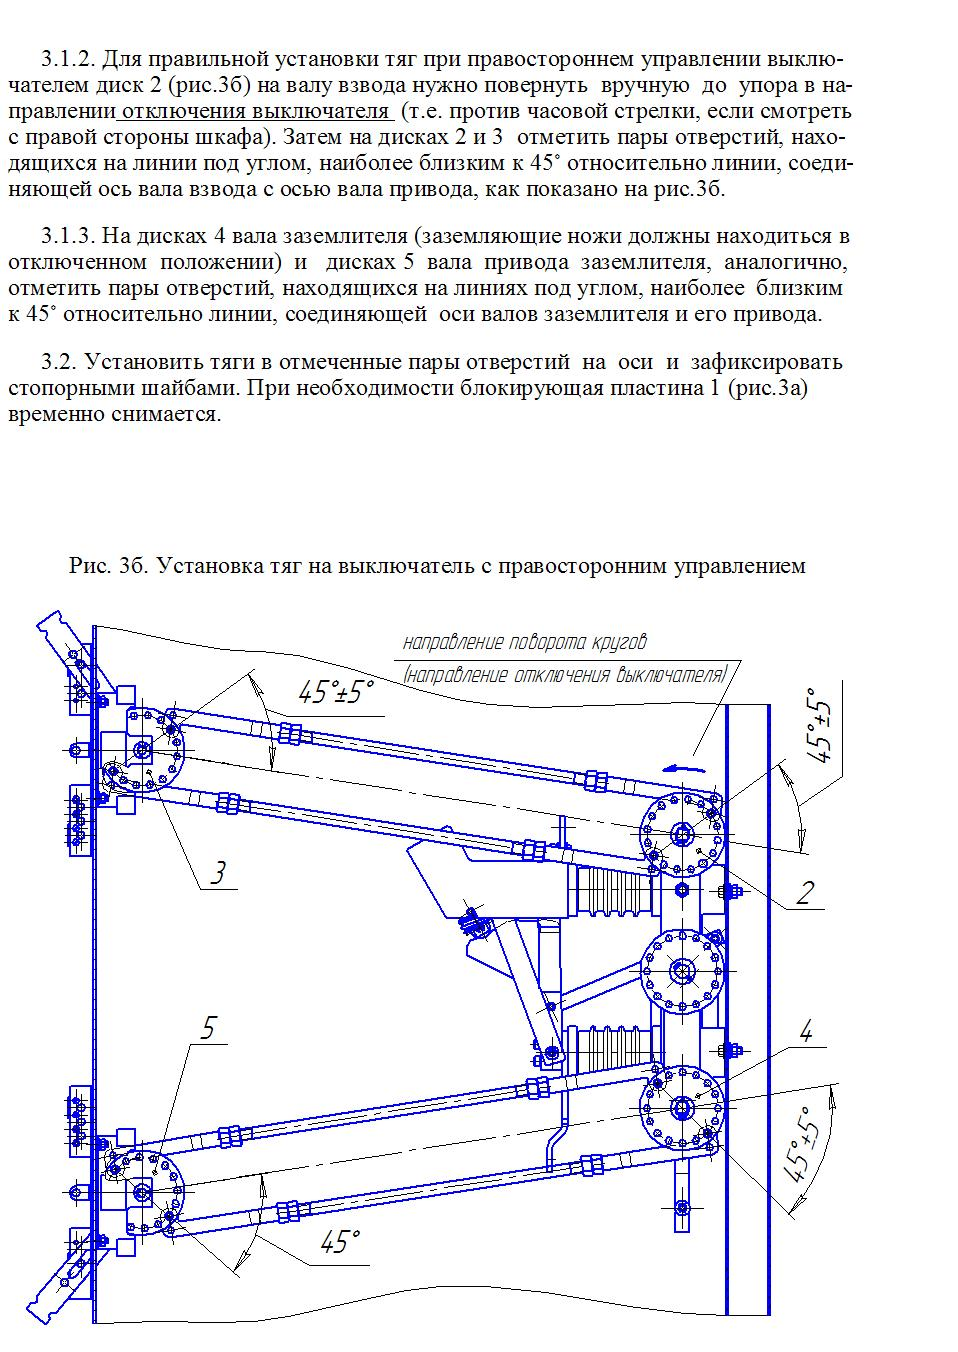 3.1.2. Для правильной установки тяг при правостороннем управлении выклю-
чателем диск 2 (рис.3б) на валу взвода нужно повернуть вручную до упора в на-
правлении отключения выключателя (т.е. против часовой стрелки, если смотреть
с правой стороны шкафа). Затем на дисках 2 и 3 отметить пары отверстий, нахо-
дящихся на линии под углом, наиболее близким к 45˚ относительно линии, соеди-
няющей ось вала взвода с осью вала привода, как показано на рис.3б.
3.1.3. На дисках 4 вала заземлителя (заземляющие ножи должны находиться в
отключенном положении) и дисках 5 вала привода заземлителя, аналогично,
отметить пары отверстий, находящихся на линиях под углом, наиболее близким
к 45˚ относительно линии, соединяющей оси валов заземлителя и его привода.
3.2. Установить тяги в отмеченные пары отверстий на оси и зафиксировать
стопорными шайбами. При необходимости блокирующая пластина 1 (рис.3а)
временно снимается.
Рис. 3б. Установка тяг на выключатель с правосторонним управлением
направление поворота кругов
(направление отключения выключателя)
45°±5°
45°±5°
3
2
5
4
45°±5°
45°